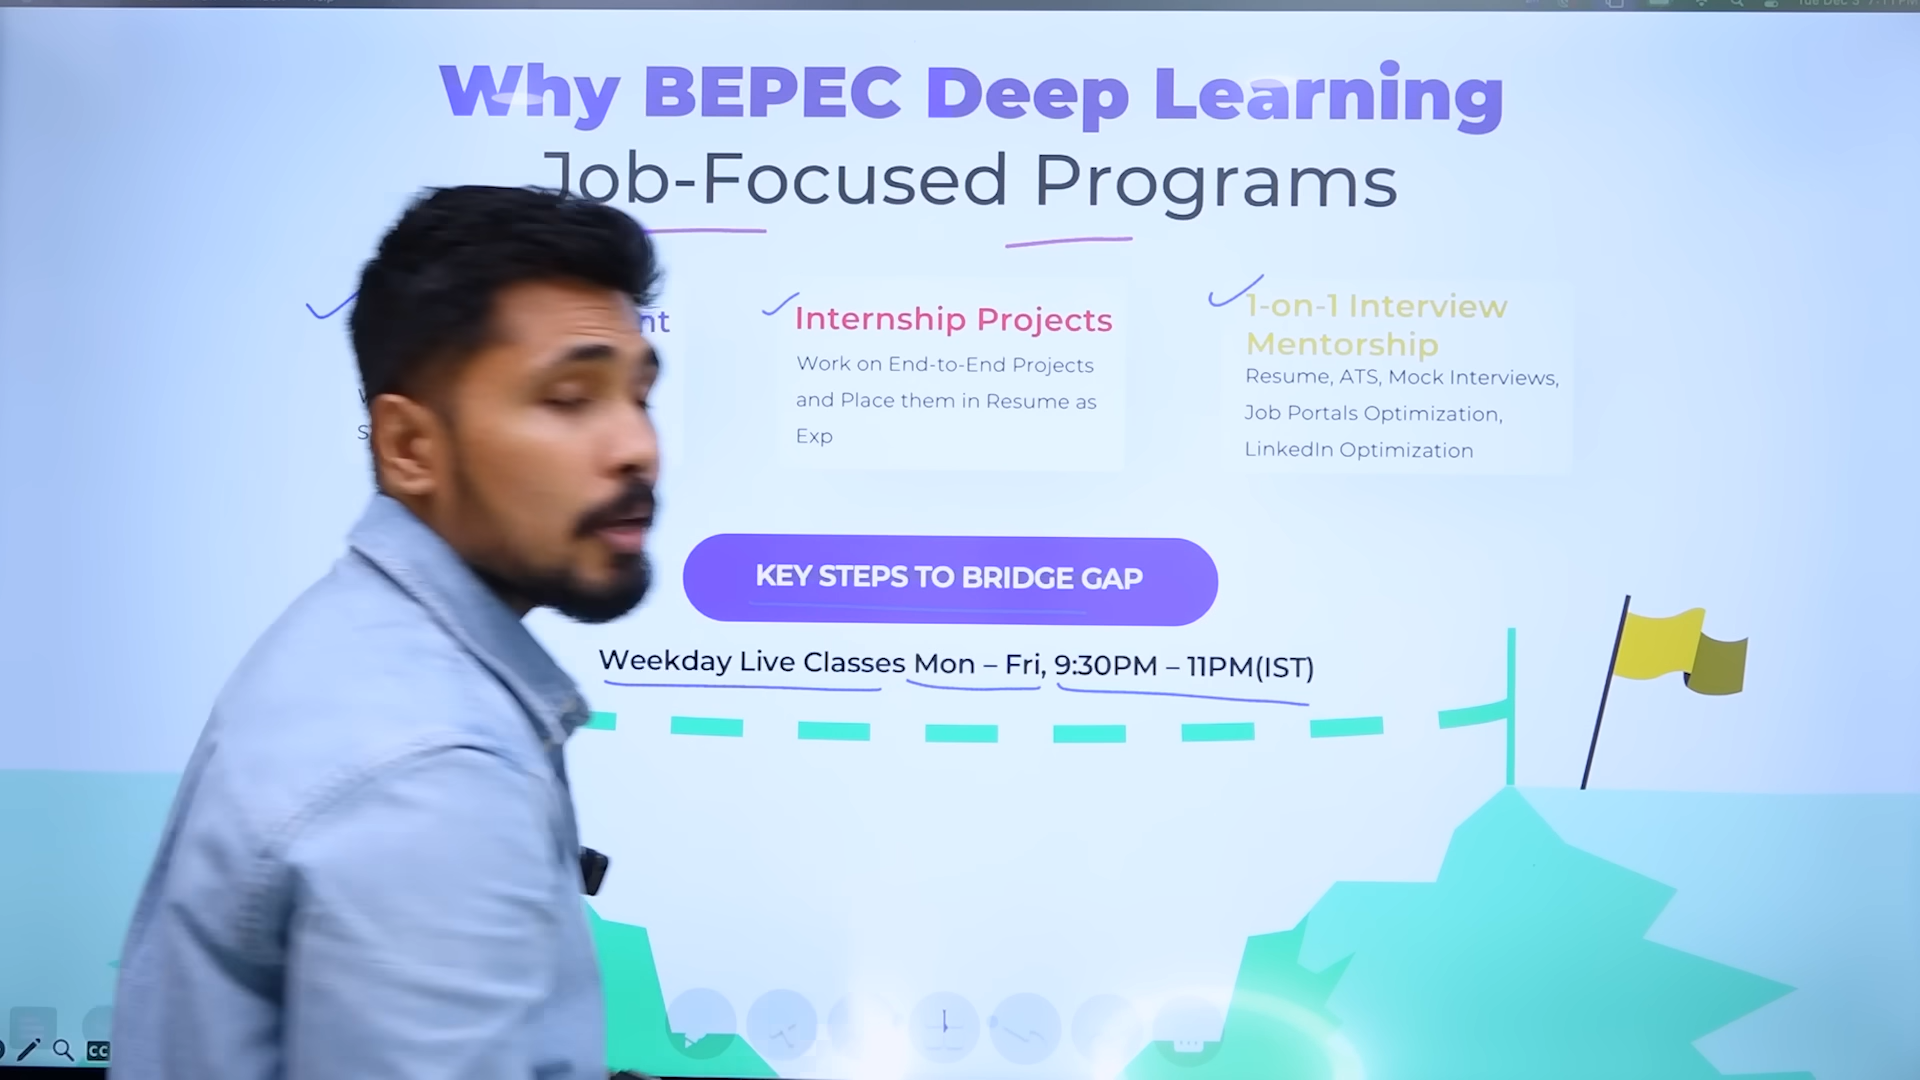 Why BEPEC Deep Learning
Job-Focused Programs
Internship Projects
Work on End-to-End Projects
and Place them in Resume as
Exp
1-on-1 Interview
Mentorship
Resume, ATS, Mock Interviews,
Job Portals Optimization,
LinkedIn Optimization
KEY STEPS TO BRIDGE GAP
Weekday Live Classes Mon – Fri, 9:30PM – 11PM(IST)
CC